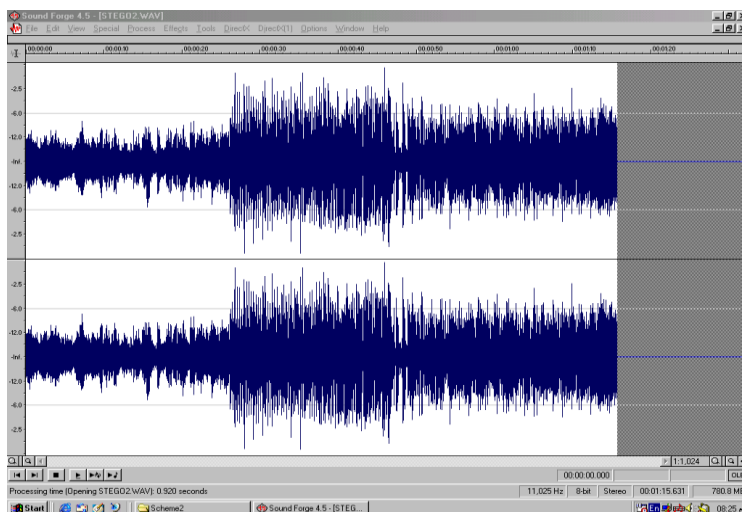 Sound Forge 4.5 - [STEGO2.WAV]
File Edit View Special Process Effects Tools DirectX DirectX[1] Options Window Help
,00:00:00 ,00:00:10 ,00:00:20 ,00:00:30 ,00:00:40 ,00:00:50 ,00:01:00 ,00:01:10 ,00:01:20
-2.5
-6.0
-12.0
-Inf.
-12.0
-6.0
-2.5
-2.5
-6.0
-12.0
-Inf.
-12.0
-6.0
-2.5
1:1,024
00:00:00.000
Processing time (Opening STEGO2.WAV): 0.920 seconds 11,025 Hz 8-bit Stereo 00:01:15.631 780.8
Start Scheme2 Sound Forge 4.5 - [STEG... En 08:25